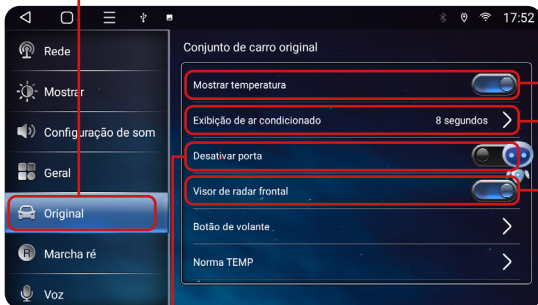 17:52
Rede
Mostrar
Configuração de som
Geral
Original
R Marcha ré
Voz
Conjunto de carro original
Mostrar temperatura
Exibição de ar condicionado 8 segundos
Desativar porta
Visor de radar frontal
Botão de volante
Norma TEMP